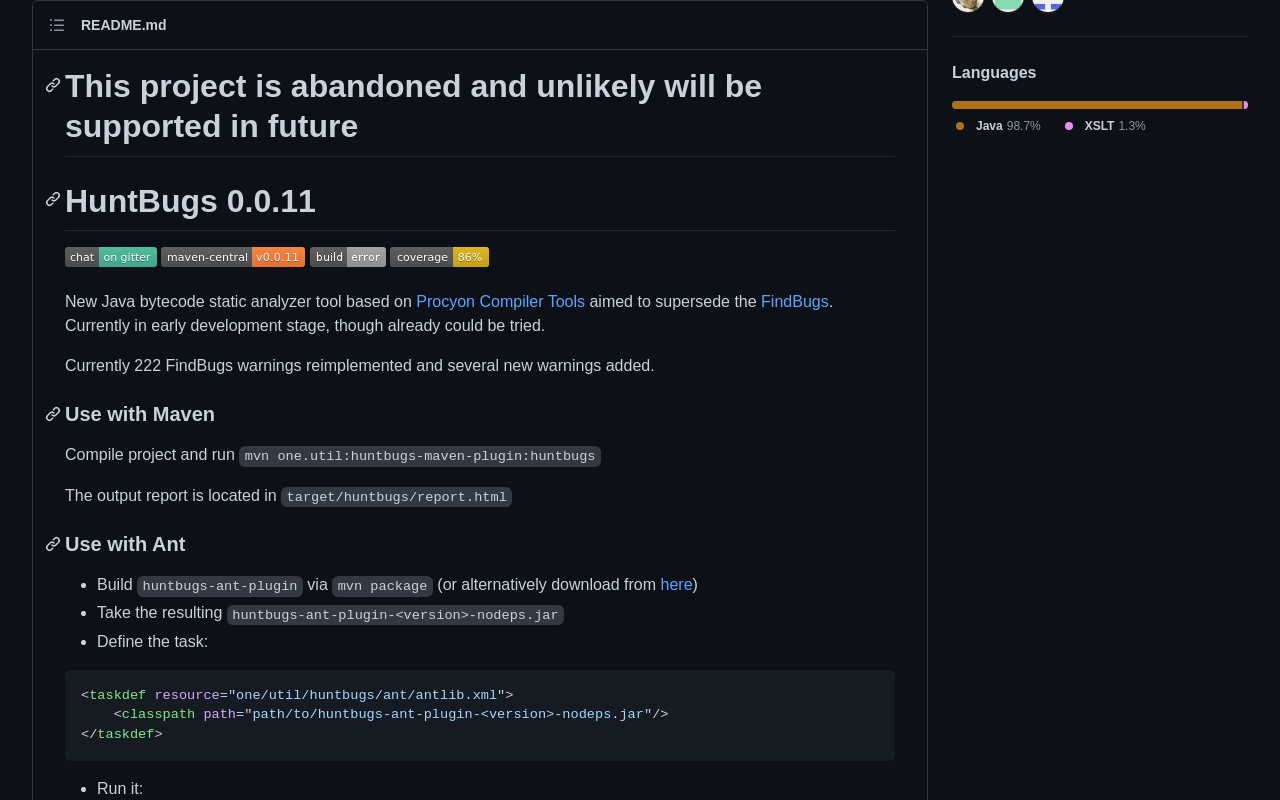 README.md
This project is abandoned and unlikely will be
supported in future
HuntBugs 0.0.11
chat on gitter maven-central v0.0.11 build error coverage 86%
New Java bytecode static analyzer tool based on Procyon Compiler Tools aimed to supersede the FindBugs.
Currently in early development stage, though already could be tried.
Currently 222 FindBugs warnings reimplemented and several new warnings added.
Use with Maven
Compile project and run mvn one.util:huntbugs-maven-plugin:huntbugs
The output report is located in target/huntbugs/report.html
Use with Ant
• Build huntbugs-ant-plugin via mvn package (or alternatively download from here)
• Take the resulting huntbugs-ant-plugin-<version>-nodeps.jar
• Define the task:
<taskdef resource="one/util/huntbugs/ant/antlib.xml">
    <classpath path="path/to/huntbugs-ant-plugin-<version>-nodeps.jar"/>
</taskdef>
• Run it:
Languages
Java 98.7% XSLT 1.3%